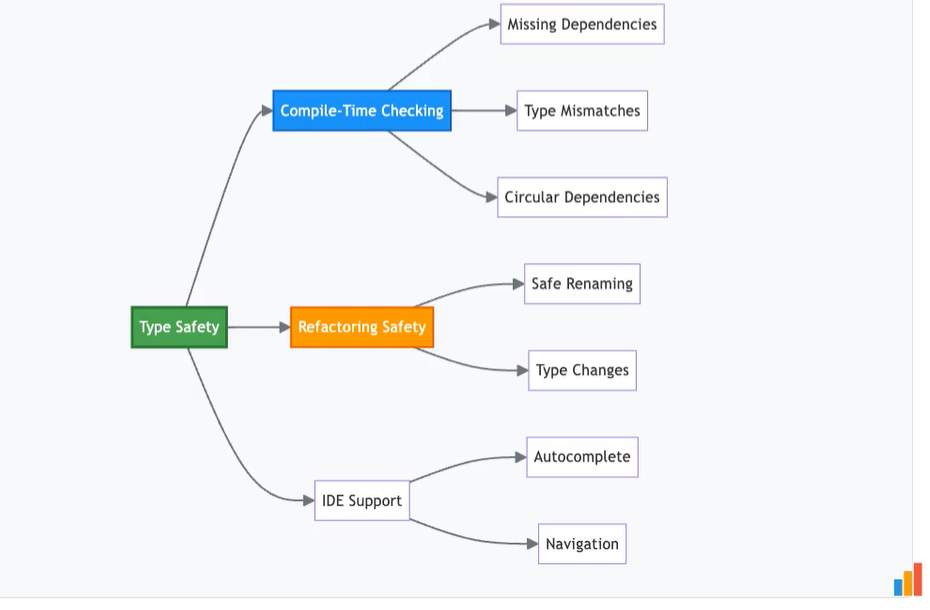 Missing Dependencies
Compile-Time Checking
Type Mismatches
Circular Dependencies
Safe Renaming
Type Safety
Refactoring Safety
Type Changes
Autocomplete
IDE Support
Navigation